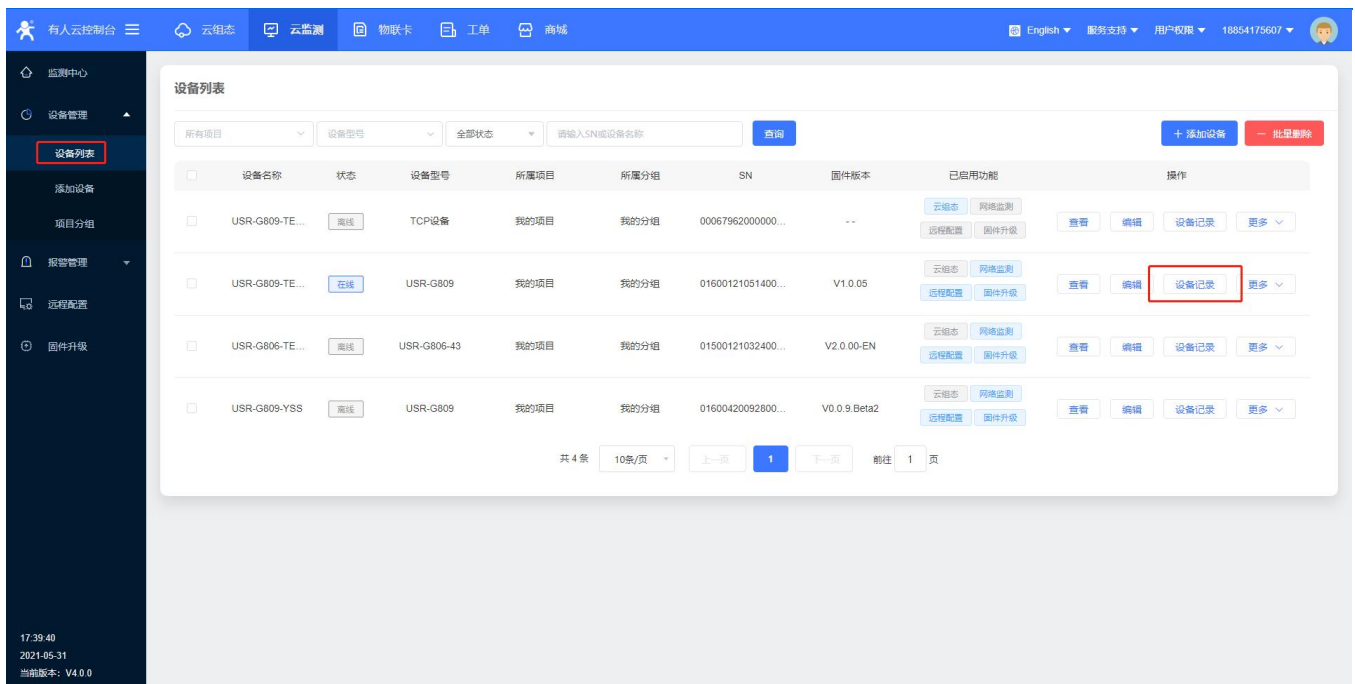 有人云控制台 云组态 云监测 物联卡 工单 商城 English 服务支持 用户权限 18854175607
监测中心
设备管理
设备列表
添加设备
项目分组
报警管理
远程配置
固件升级
17:39:40
2021-05-31
当前版本：V4.0.0
设备列表
所有项目 设备型号 全部状态 请输入SN或设备名称 查询 + 添加设备 一 批量删除
设备名称 状态 设备型号 所属项目 所属分组 SN 固件版本 已启用功能 操作
USR-G809-TE... 离线 TCP设备 我的项目 我的分组 00067962000000... -- 云组态 网络监测 远程配置 固件升级 查看 编辑 设备记录 更多
USR-G809-TE... 在线 USR-G809 我的项目 我的分组 01600121051400... V1.0.05 云组态 网络监测 远程配置 固件升级 查看 编辑 设备记录 更多
USR-G806-TE... 离线 USR-G806-43 我的项目 我的分组 01500121032400... V2.0.00-EN 云组态 网络监测 远程配置 固件升级 查看 编辑 设备记录 更多
USR-G809-YSS 离线 USR-G809 我的项目 我的分组 01600420092800... V0.0.9.Beta2 云组态 网络监测 远程配置 固件升级 查看 编辑 设备记录 更多
共 4 条 10条/页 上一页 1 下一页 前往 1 页